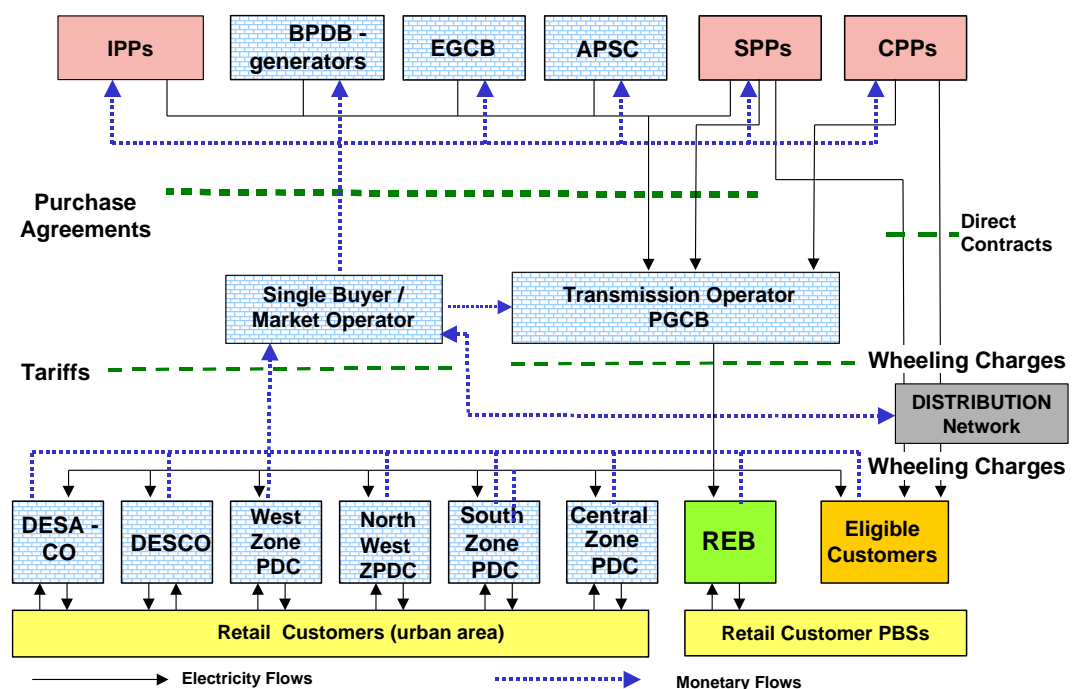 IPPs
BPDB -
generators
EGCB
APSC
SPPs
CPPs
Purchase
Agreements
Direct
Contracts
Single Buyer /
Market Operator
Transmission Operator
PGCB
Tariffs
Wheeling Charges
DISTRIBUTION
Network
Wheeling Charges
DESA -
CO
DESCO
West
Zone
PDC
North
West
ZPDC
South
Zone
PDC
Central
Zone
PDC
REB
Eligible
Customers
Retail Customers (urban area)
Retail Customer PBSs
Electricity Flows
Monetary Flows